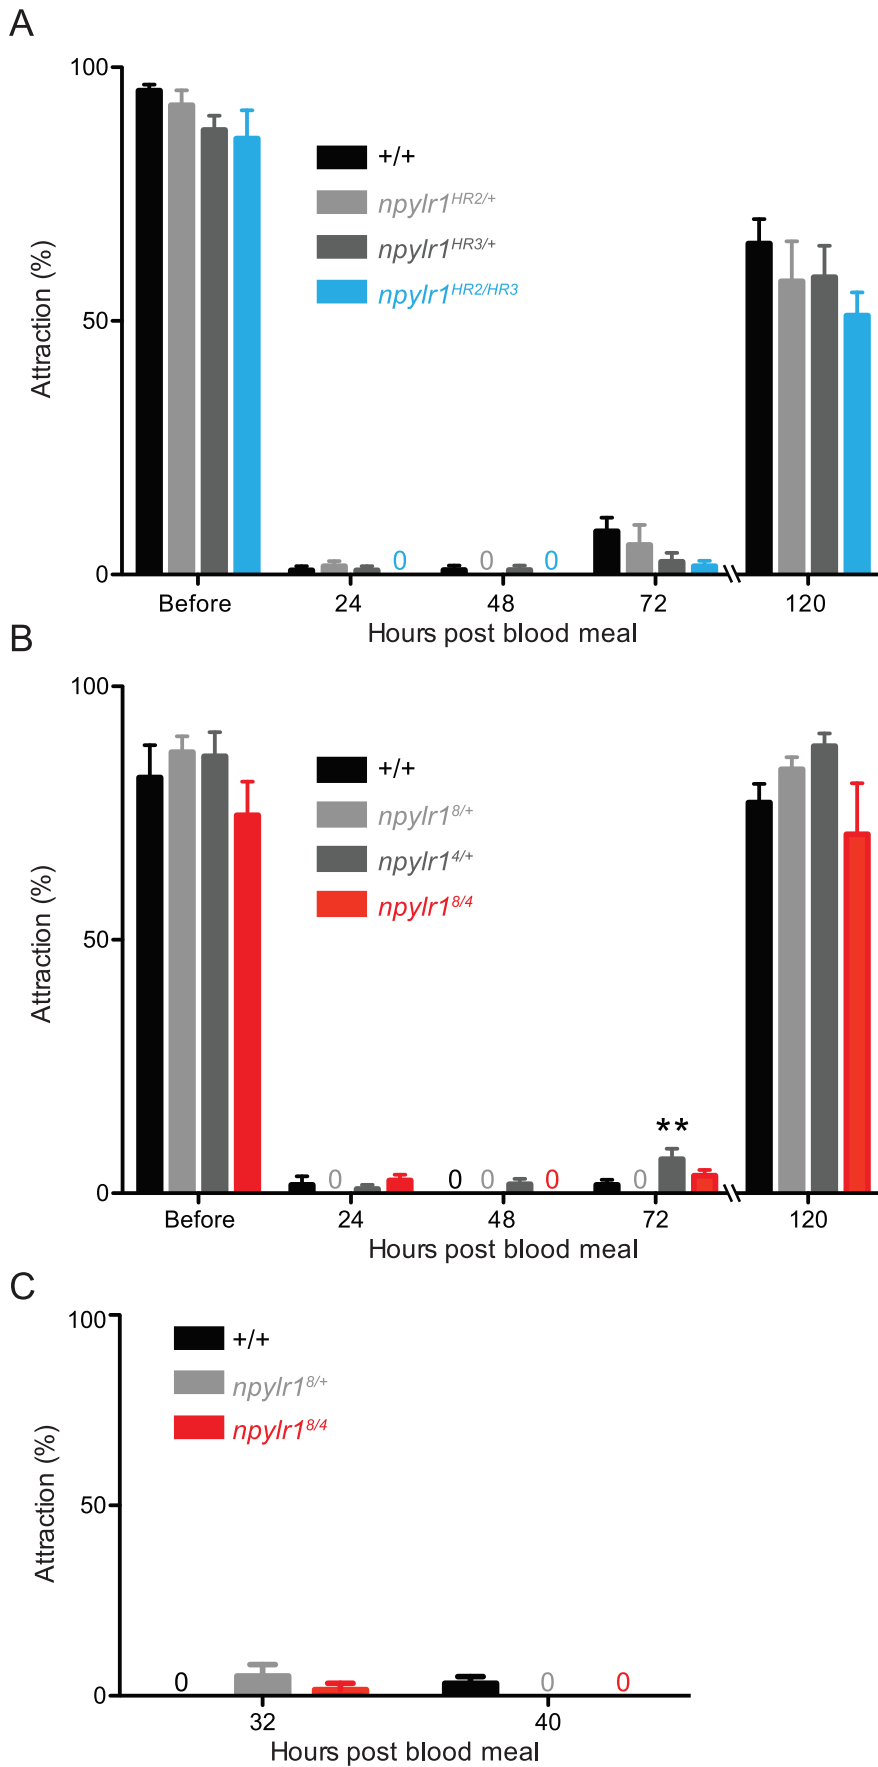 A
100
50
0
Attraction (%)
+/+
npylr1HR2/+
npylr1HR3/+
npylr1HR2/HR3
0
0
0
Before
24
48
72
120
Hours post blood meal
B
100
50
0
Attraction (%)
+/+
npylr18/+
npylr14/+
npylr18/4
0
0
0
0
0
**
Before
24
48
72
120
Hours post blood meal
C
100
50
0
Attraction (%)
+/+
npylr18/+
npylr18/4
0
0
0
32
40
Hours post blood meal